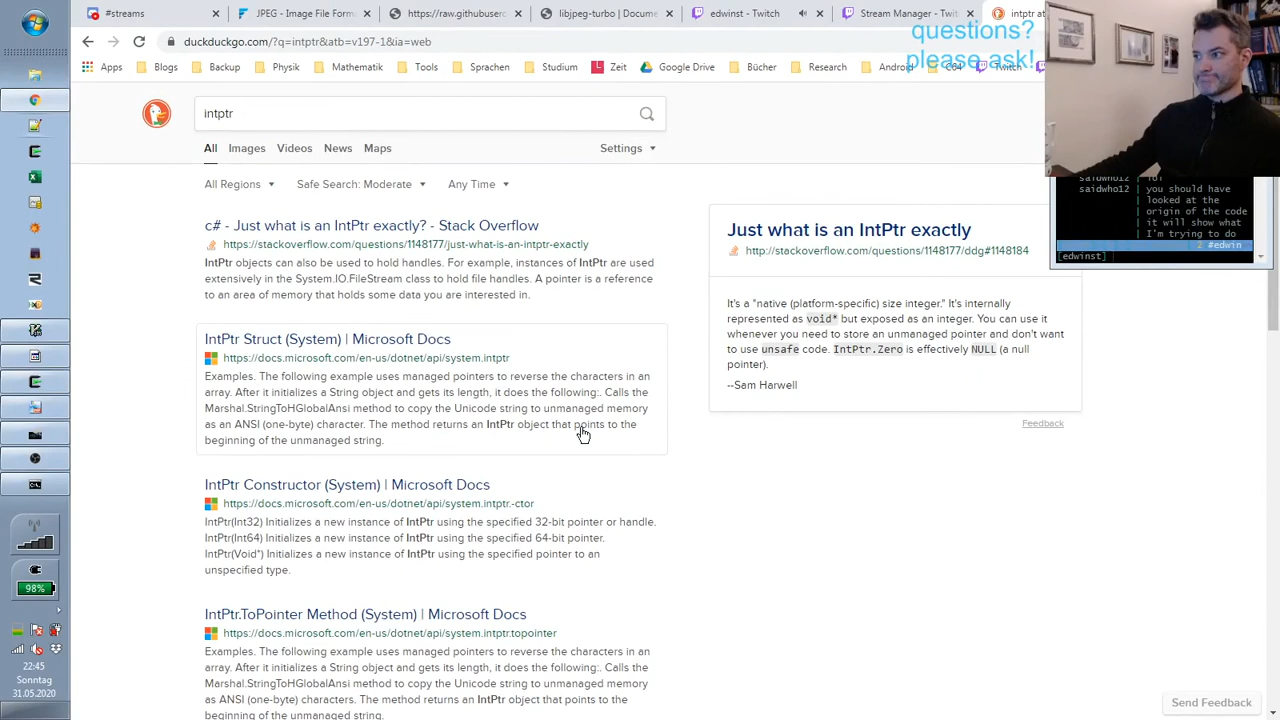 #streams
JPEG - 
https://raw.githubuserc
libjpeg-turbo | Docume
edwinst - Twitch
Stream Manager - Twit
intptr at
duckduckgo.com/?q=in
&ia=web
questions?
please ask!
Apps
Blogs
thematik
Tools
Sprachen
Studium
Zeit
Google Drive
Bücher
Research
Android
C64
Twitch
intptr
All
Images
Videos
News
Maps
Settings
All Regions
Safe Search: Moderate
Any Time
c# - Just what is an IntPtr exactly? - Stack Overflow
https://stackoverflow.com/questions/1148177/just-what-is-an-intptr-exactly
IntPtr objects can also be used to hold handles. For example, instances of IntPtr are used
extensively in the System.IO.FileStream class to hold file handles. A pointer is a reference
to an area of memory that holds some data you are interested in.
IntPtr Struct (System) | Microsoft Docs
https://docs.microsoft.com/en-us/dotnet/api/system.intptr
Examples. The following example uses managed pointers to reverse the characters in an
array. After it initializes a String object and gets its length, it does the following:. Calls the
Marshal.StringToHGlobalAnsi method to copy the Unicode string to unmanaged memory
as an ANSI (one-byte) characters. The method returns an IntPtr object that points to the
beginning of the unmanaged string.
IntPtr Constructor (System) | Microsoft Docs
https://docs.microsoft.com/en-us/dotnet/api/system.intptr.-ctor
IntPtr(Int32) Initializes a new instance of IntPtr using the specified 32-bit pointer or handle.
IntPtr(Int64) Initializes a new instance of IntPtr using the specified 64-bit pointer.
IntPtr(Void*) Initializes a new instance of IntPtr using the specified pointer to an
unspecified type.
IntPtr.ToPointer Method (System) | Microsoft Docs
https://docs.microsoft.com/en-us/dotnet/api/system.intptr.topointer
Examples. The following example uses managed pointers to reverse the characters in an
array. After it initializes a String object and gets its length, it does the following:. Calls the
Marshal.StringToHGlobalAnsi method to copy the Unicode string to unmanaged memory
as an ANSI (one-byte) characters. The method returns an IntPtr object that points to the
Just what is an IntPtr exactly
http://stackoverflow.com/questions/1148177/ddg#1148184
It's a "native (platform-specific) size integer." It's internally
represented as void* but exposed as an integer. You can use it
whenever you need to store an unmanaged pointer and don't want
to use unsafe code. IntPtr.Zero is effectively NULL (a null
pointer).
--Sam Harwell
Feedback
saidwho12 | lol
saidwho12 | you should have
| looked at the
| origin of the code
| it will show what
| I'm trying to do
2 #edwin
[edwinst]
98%
22:45
Sonntag
31.05.2020
Send Feedback